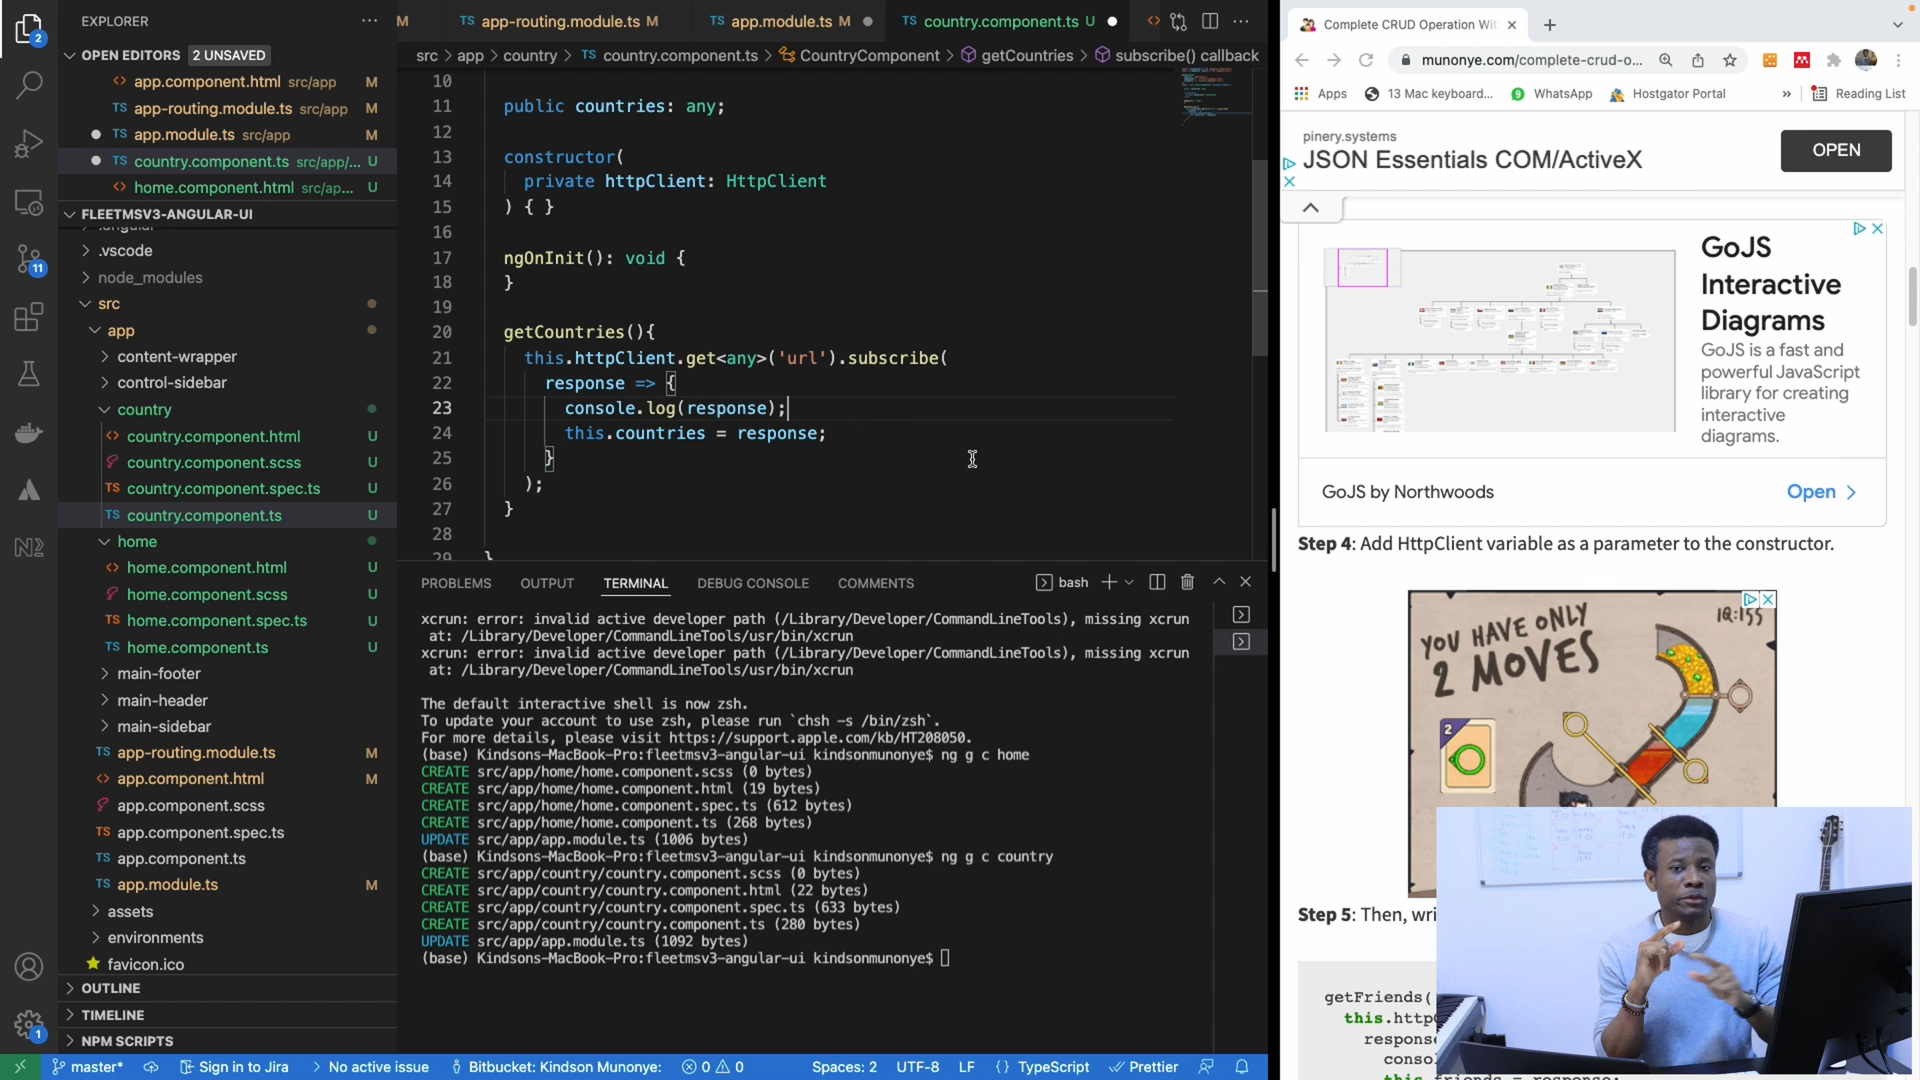 EXPLORER
OPEN EDITORS 2 UNSAVED
app.component.html src/app M
app-routing.module.ts src/app M
app.module.ts src/app M
country.component.ts src/app/... U
home.component.html src/ap... U
FLEETMSV3-ANGULAR-UI
.angular
.vscode
node_modules
src
app
content-wrapper
control-sidebar
country
country.component.html U
country.component.scss U
country.component.spec.ts U
country.component.ts U
home
home.component.html U
home.component.scss U
home.component.spec.ts U
home.component.ts U
main-footer
main-header
main-sidebar
app-routing.module.ts M
app.component.html M
app.component.scss
app.component.spec.ts
app.component.ts
app.module.ts M
assets
environments
favicon.ico
OUTLINE
TIMELINE
NPM SCRIPTS
2
11
1
M TS app-routing.module.ts M TS app.module.ts M TS country.component.ts U
src > app > country > TS country.component.ts > CountryComponent > getCountries > subscribe() callback
10
11 public countries: any;
12
13 constructor(
14 private httpClient: HttpClient
15 ) { }
16
17 ngOnInit(): void {
18 }
19
20 getCountries(){
21 this.httpClient.get<any>('url').subscribe(
22 response => {
23 console.log(response);
24 this.countries = response;
25 }
26 );
27 }
28
29 }
PROBLEMS OUTPUT TERMINAL DEBUG CONSOLE COMMENTS bash
xcrun: error: invalid active developer path (/Library/Developer/CommandLineTools), missing xcrun
at: /Library/Developer/CommandLineTools/usr/bin/xcrun
xcrun: error: invalid active developer path (/Library/Developer/CommandLineTools), missing xcrun
at: /Library/Developer/CommandLineTools/usr/bin/xcrun
The default interactive shell is now zsh.
To update your account to use zsh, please run `chsh -s /bin/zsh`.
For more details, please visit https://support.apple.com/kb/HT208050.
(base) Kindsons-MacBook-Pro:fleetmsv3-angular-ui kindsonmunonye$ ng g c home
CREATE src/app/home/home.component.scss (0 bytes)
CREATE src/app/home/home.component.html (19 bytes)
CREATE src/app/home/home.component.spec.ts (612 bytes)
CREATE src/app/home/home.component.ts (268 bytes)
UPDATE src/app/app.module.ts (1006 bytes)
(base) Kindsons-MacBook-Pro:fleetmsv3-angular-ui kindsonmunonye$ ng g c country
CREATE src/app/country/country.component.scss (0 bytes)
CREATE src/app/country/country.component.html (22 bytes)
CREATE src/app/country/country.component.spec.ts (633 bytes)
CREATE src/app/country/country.component.ts (280 bytes)
UPDATE src/app/app.module.ts (1092 bytes)
(base) Kindsons-MacBook-Pro:fleetmsv3-angular-ui kindsonmunonye$
master* Sign in to Jira No active issue Bitbucket: Kindson Munonye: 0 0 Spaces: 2 UTF-8 LF {} TypeScript Prettier
Complete CRUD Operation Wit
munonye.com/complete-crud-o...
Apps 13 Mac keyboard... WhatsApp Hostgator Portal » Reading List
pinery.systems
JSON Essentials COM/ActiveX
OPEN
GoJS
Interactive
Diagrams
GoJS is a fast and
powerful JavaScript
library for creating
interactive
diagrams.
GoJS by Northwoods Open
Step 4: Add HttpClient variable as a parameter to the constructor.
YOU HAVE ONLY
2 MOVES
IQ:155
2
Step 5: Then, wri
getFriends(
this.http
respons
conso
this.friends = response;